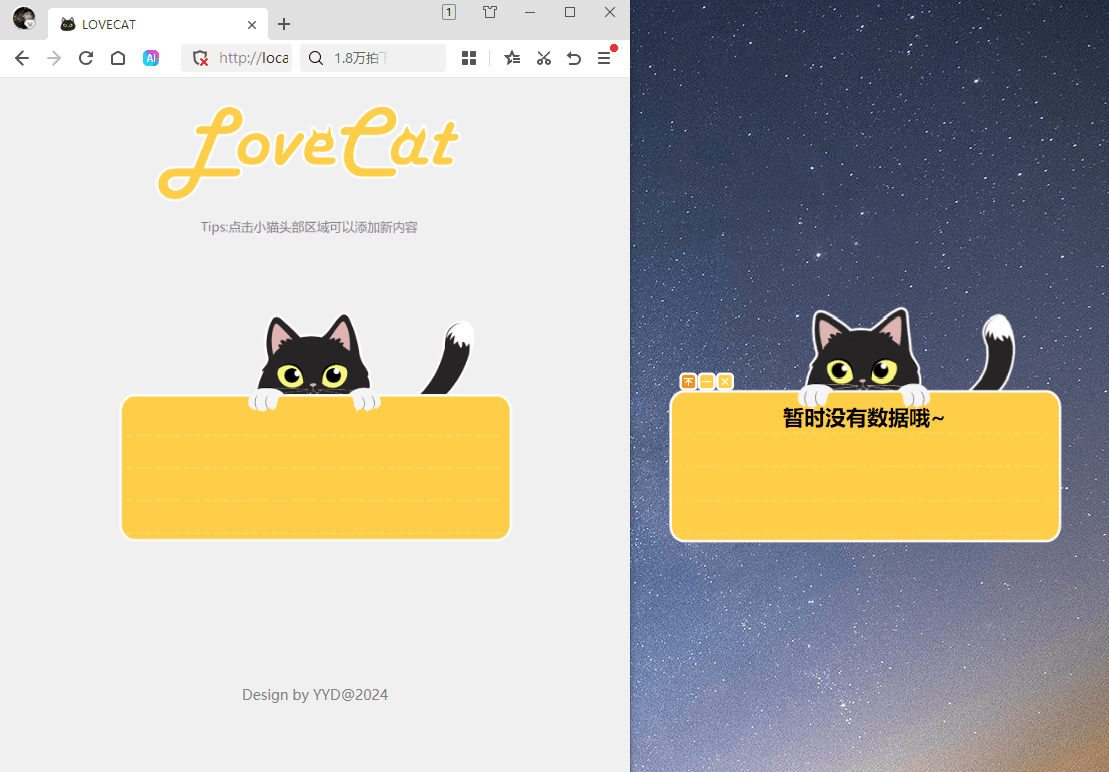 LOVECAT
1
AI
http://loca
1.8万拍
LoveCat
Tips:点击小猫头部区域可以添加新内容
暂时没有数据哦~
Design by YYD@2024